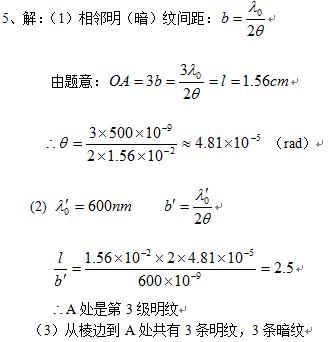 5、解：（1）相邻明（暗）纹间距：b = λ₀/2θ
由题意：OA = 3b = 3λ₀/2θ = l = 1.56cm
∴θ = 3×500×10⁻⁹/2×1.56×10⁻² ≈ 4.81×10⁻⁵ （rad）
(2) λ₀′ = 600nm b′ = λ₀′/2θ
l/b′ = 1.56×10⁻²×2×4.81×10⁻⁵/600×10⁻⁹ = 2.5
∴A 处是第 3 级明纹
（3）从棱边到 A 处共有 3 条明纹，3 条暗纹